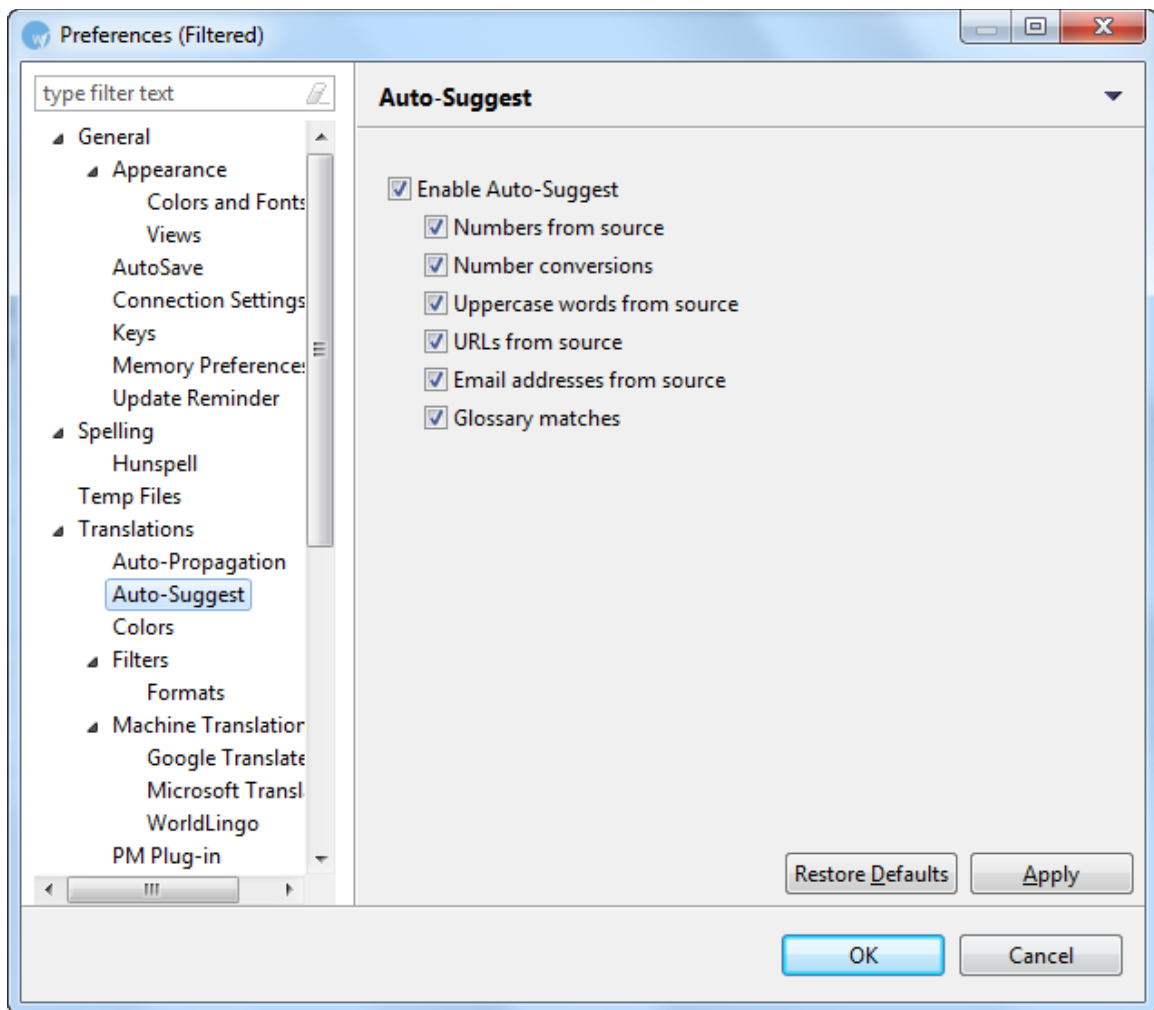 Preferences (Filtered)
type filter text
General
Appearance
Colors and Fonts
Views
AutoSave
Connection Settings
Keys
Memory Preferences
Update Reminder
Spelling
Hunspell
Temp Files
Translations
Auto-Propagation
Auto-Suggest
Colors
Filters
Formats
Machine Translation
Google Translate
Microsoft Transl
WorldLingo
PM Plug-in
Auto-Suggest
Enable Auto-Suggest
Numbers from source
Number conversions
Uppercase words from source
URLs from source
Email addresses from source
Glossary matches
Restore Defaults
Apply
OK
Cancel